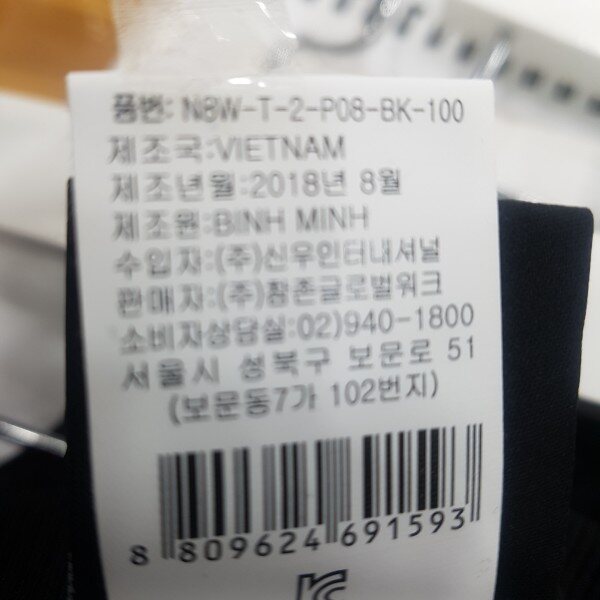 품번: N8W-T-2-P08-BK-100
제조국:VIETNAM
제조년월:2018년 8월
제조원:BINH MINH
수입자:(주)신우인터내셔널
판매자:(주)창촌글로벌워크
소비자상담실:02)940-1800
서울시 성북구 보문로 51
(보문동7가 102번지)
8 809624 691593